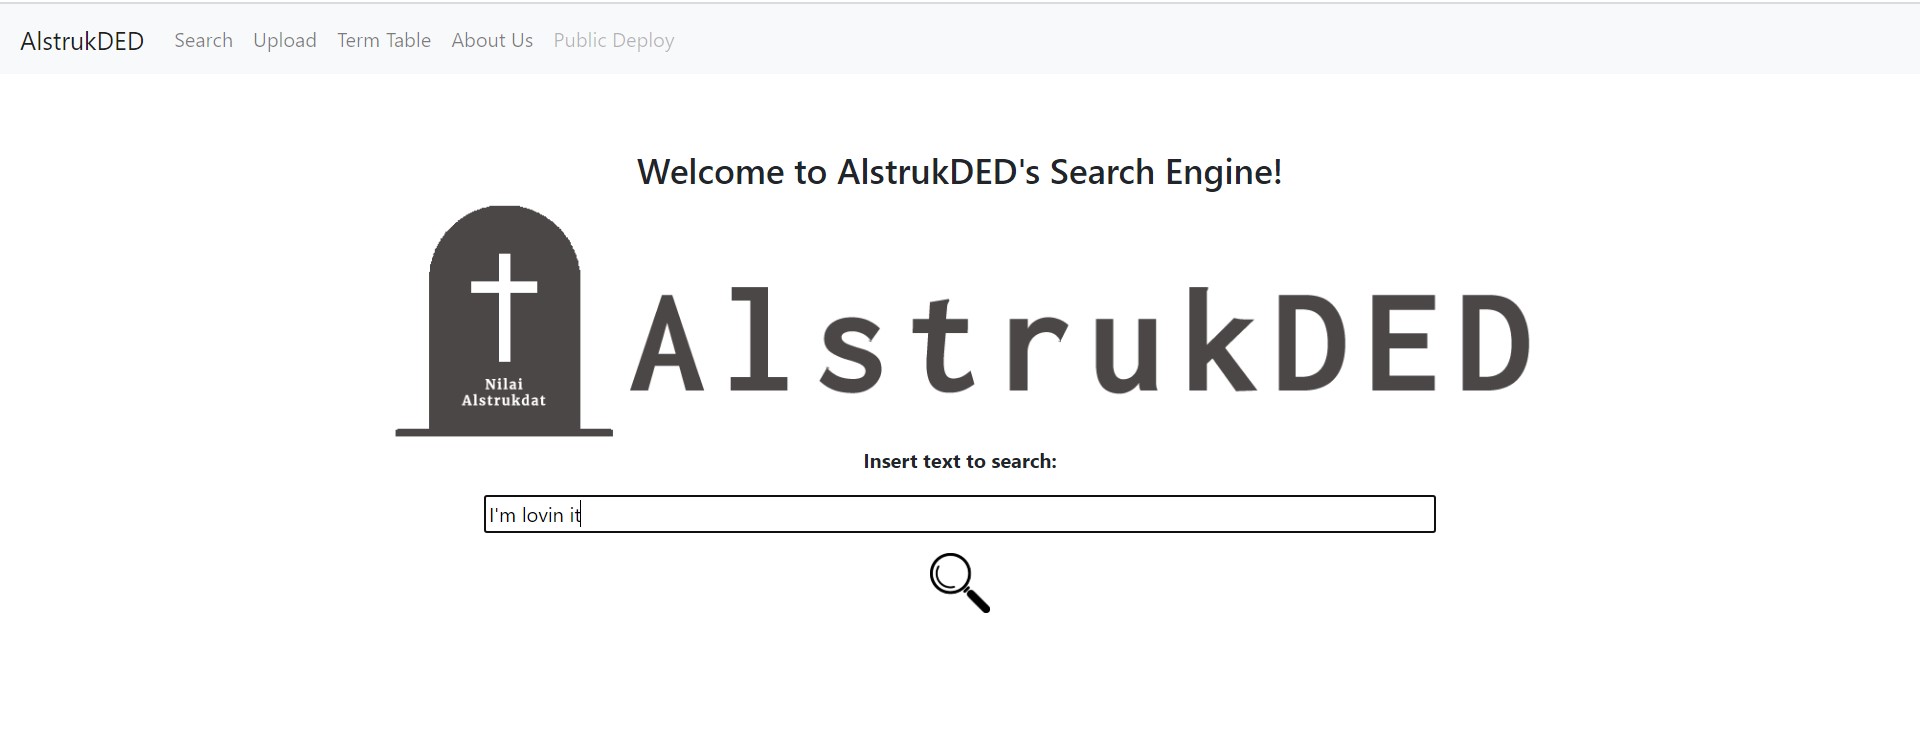 AlstrukDED Search Upload Term Table About Us Public Deploy
Welcome to AlstrukDED's Search Engine!
Nilai
Alstrukdat
AlstrukDED
Insert text to search:
I'm lovin it